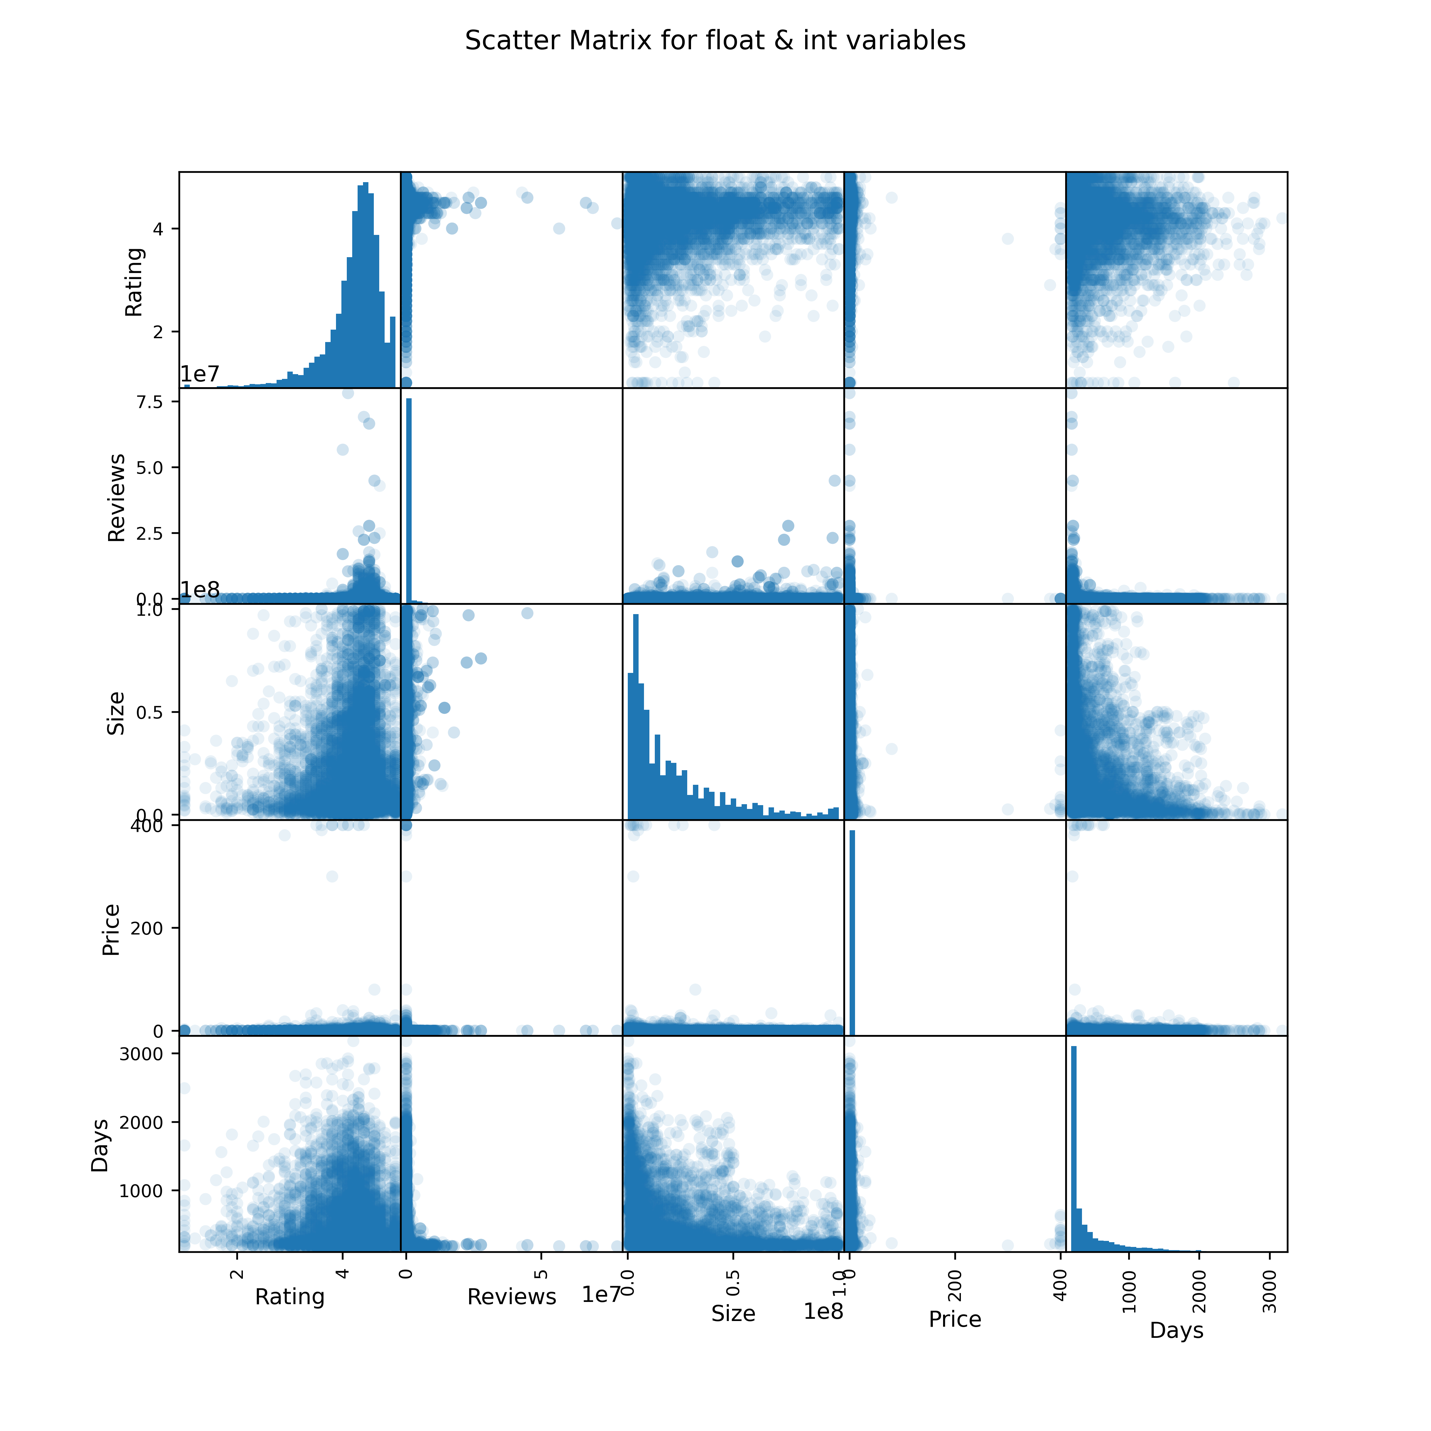 Scatter Matrix for float & int variables
Rating
4
2
1e7
Reviews
7.5
5.0
2.5
0.0
1e8
Size
1.0
0.5
0.0
Price
400
200
0
Days
3000
2000
1000
2 4 0 5 0.0 0.5 1.0 0 200 400 1000 2000 3000
Rating Reviews 1e7 Size 1e8 Price Days